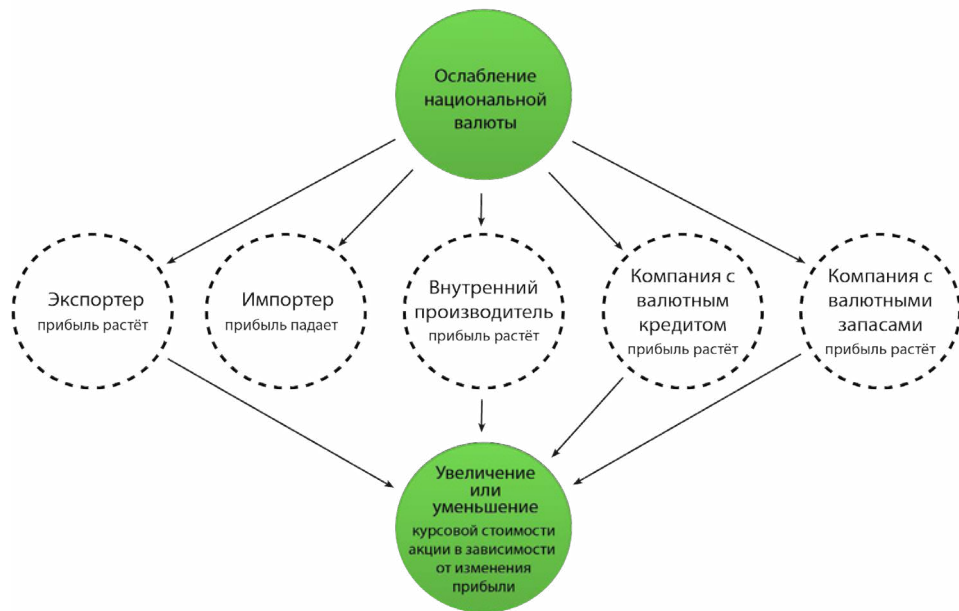 Ослабление
национальной
валюты
Экспортер
прибыль растёт
Импортер
прибыль падает
Внутренний
производитель
прибыль растёт
Компания с
валютным
кредитом
прибыль растёт
Компания с
валютными
запасами
прибыль растёт
Увеличение
или
уменьшение
курсовой стоимости
акции в зависимости
от изменения
прибыли